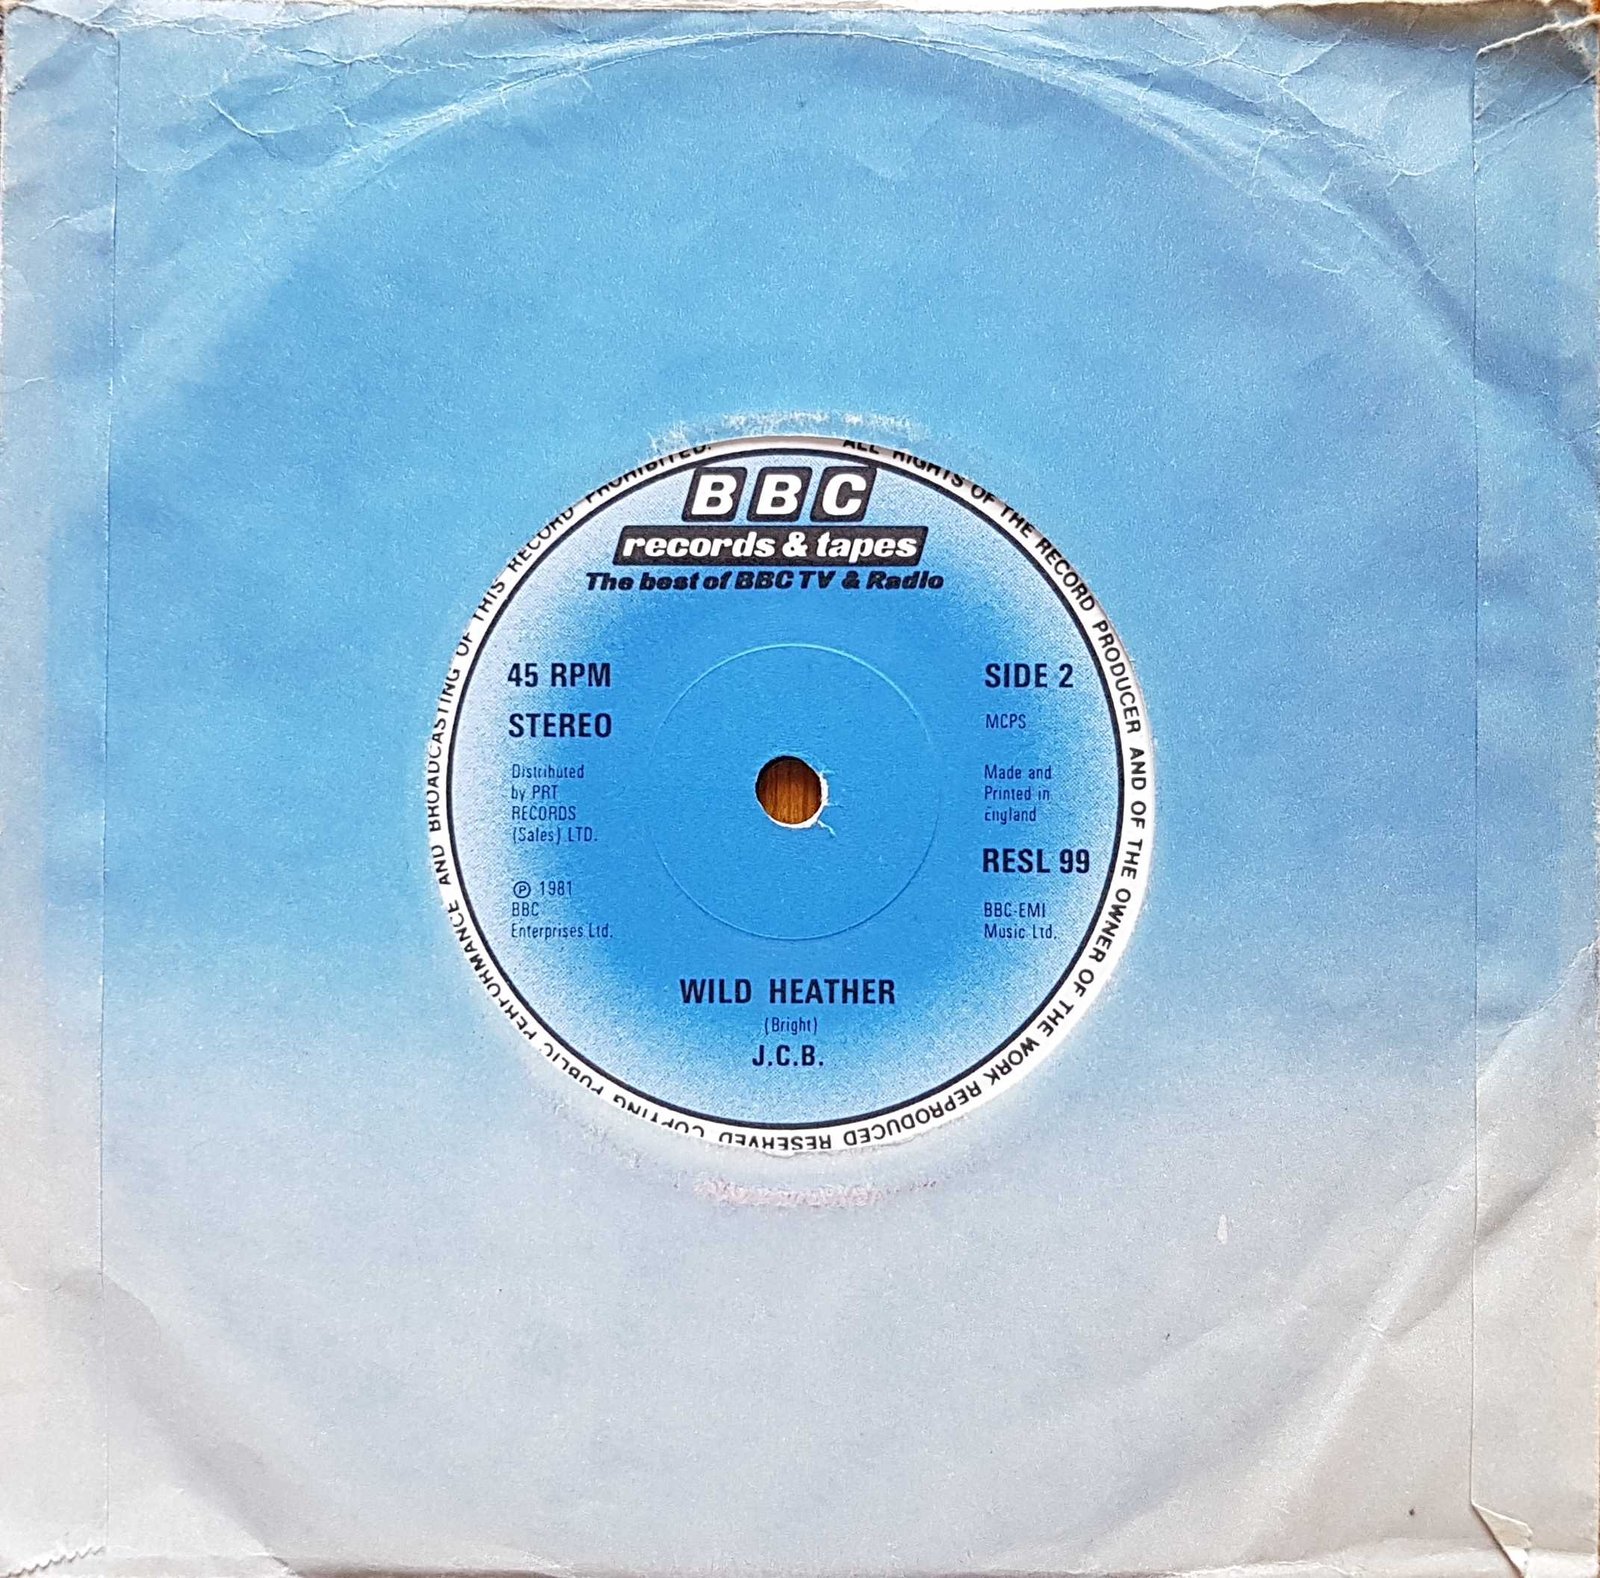 BBC
records & tapes
The best of BBC TV & Radio
45 RPM
STEREO
Distributed
by PRT
RECORDS
(Sales) LTD.
℗ 1981
BBC
Enterprises Ltd.
SIDE 2
MCPS
Made and
Printed in
England
RESL 99
BBC-EMI
Music Ltd.
WILD HEATHER
(Bright)
J.C.B.
ALL RIGHTS OF THE RECORD PRODUCER AND OF THE OWNER OF THE WORK REPRODUCED RESERVED COPYING PUBLIC PERFORMANCE AND BROADCASTING OF THIS RECORD PROHIBITED.